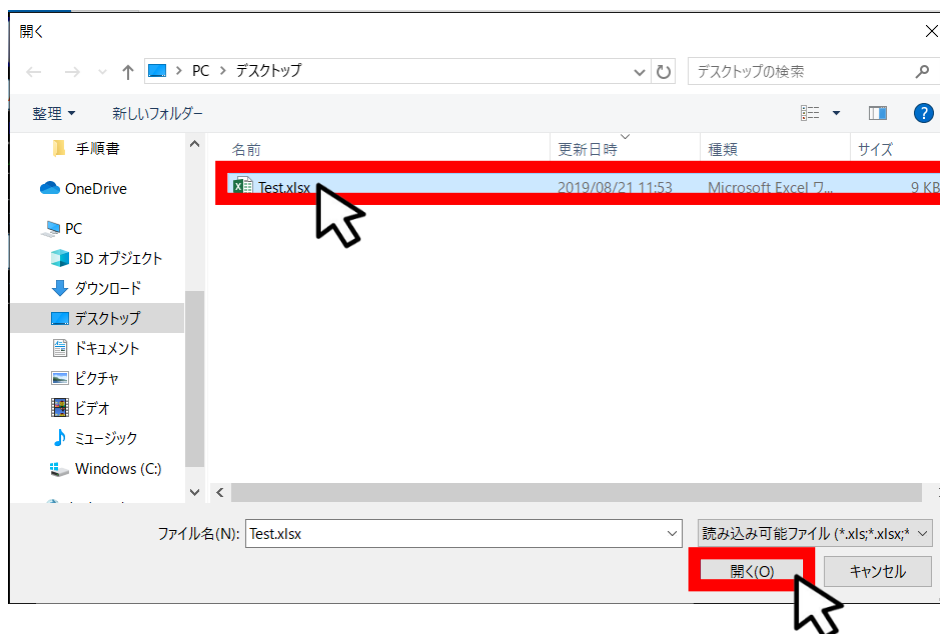 開く
PC > デスクトップ
デスクトップの検索
整理 新しいフォルダー
名前 更新日時 種類 サイズ
Test.xlsx 2019/08/21 11:53 Microsoft Excel ワ... 9 KB
手順書
OneDrive
PC
3D オブジェクト
ダウンロード
デスクトップ
ドキュメント
ピクチャ
ビデオ
ミュージック
Windows (C:)
ファイル名(N): Test.xlsx 読み込み可能ファイル (*.xls;*.xlsx;*
開く(O) キャンセル